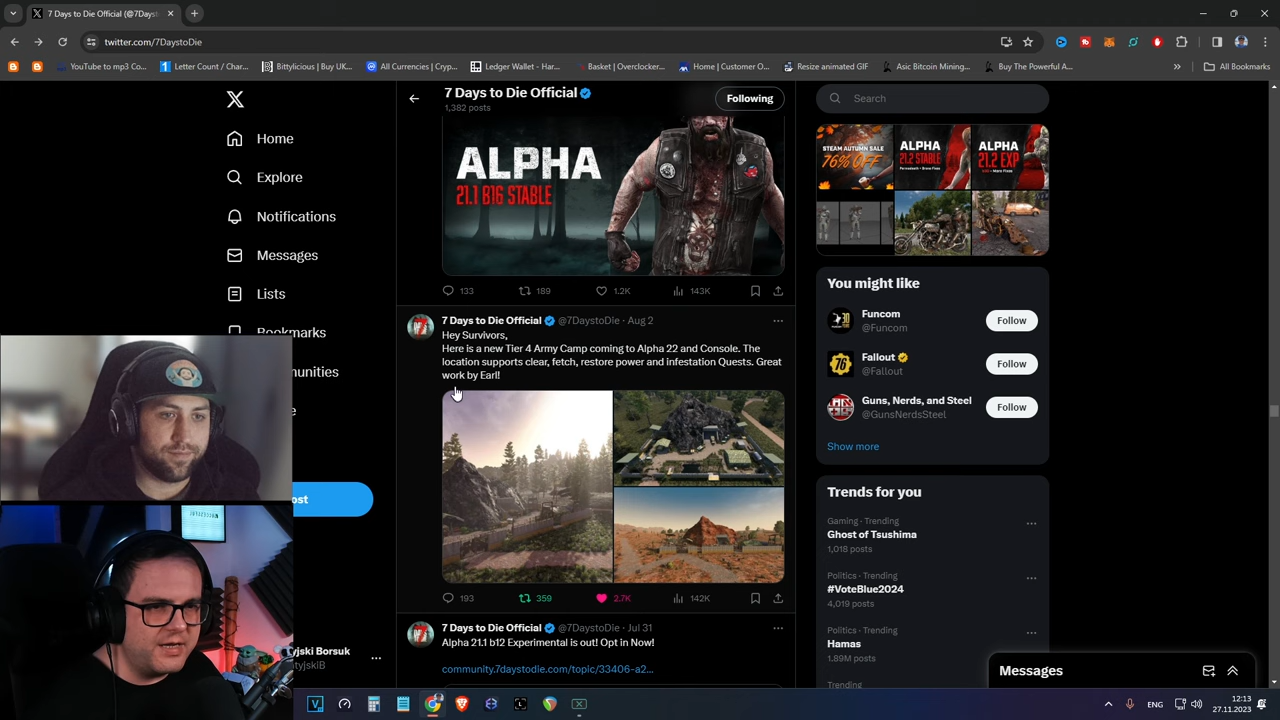 7 Days to Die Official (@7Days
twitter.com/7DaystoDie
YouTube to mp3 Co...
Letter Count / Char...
Bittylicious | Buy UK...
All Currencies | Cryp...
Ledger Wallet - Har...
Basket | Overclocker...
Home | Customer O...
Resize animated GIF
Asic Bitcoin Mining...
Buy The Powerful A...
All Bookmarks
Home
Explore
Notifications
Messages
Lists
Bookmarks
munities
ost
yjski Borsuk
tyjskiB
7 Days to Die Official
1,382 posts
Following
ALPHA
21.1 B16 STABLE
133 189 1.2K 143K
7 Days to Die Official @7DaystoDie · Aug 2
Hey Survivors,
Here is a new Tier 4 Army Camp coming to Alpha 22 and Console. The
location supports clear, fetch, restore power and infestation Quests. Great
work by Earl!
193 359 2.7K 142K
7 Days to Die Official @7DaystoDie · Jul 31
Alpha 21.1 b12 Experimental is out! Opt in Now!
community.7daystodie.com/topic/33406-a2...
Search
STEAM AUTUMN SALE
76% OFF
ALPHA
21.2 STABLE
ALPHA
21.2 EXP
You might like
Funcom
@Funcom
Follow
Fallout
@Fallout
Follow
Guns, Nerds, and Steel
@GunsNerdsSteel
Follow
Show more
Trends for you
Gaming · Trending
Ghost of Tsushima
1,018 posts
Politics · Trending
#VoteBlue2024
4,019 posts
Politics · Trending
Hamas
1.89M posts
Trending
Messages
ENG
12:13
27.11.2023